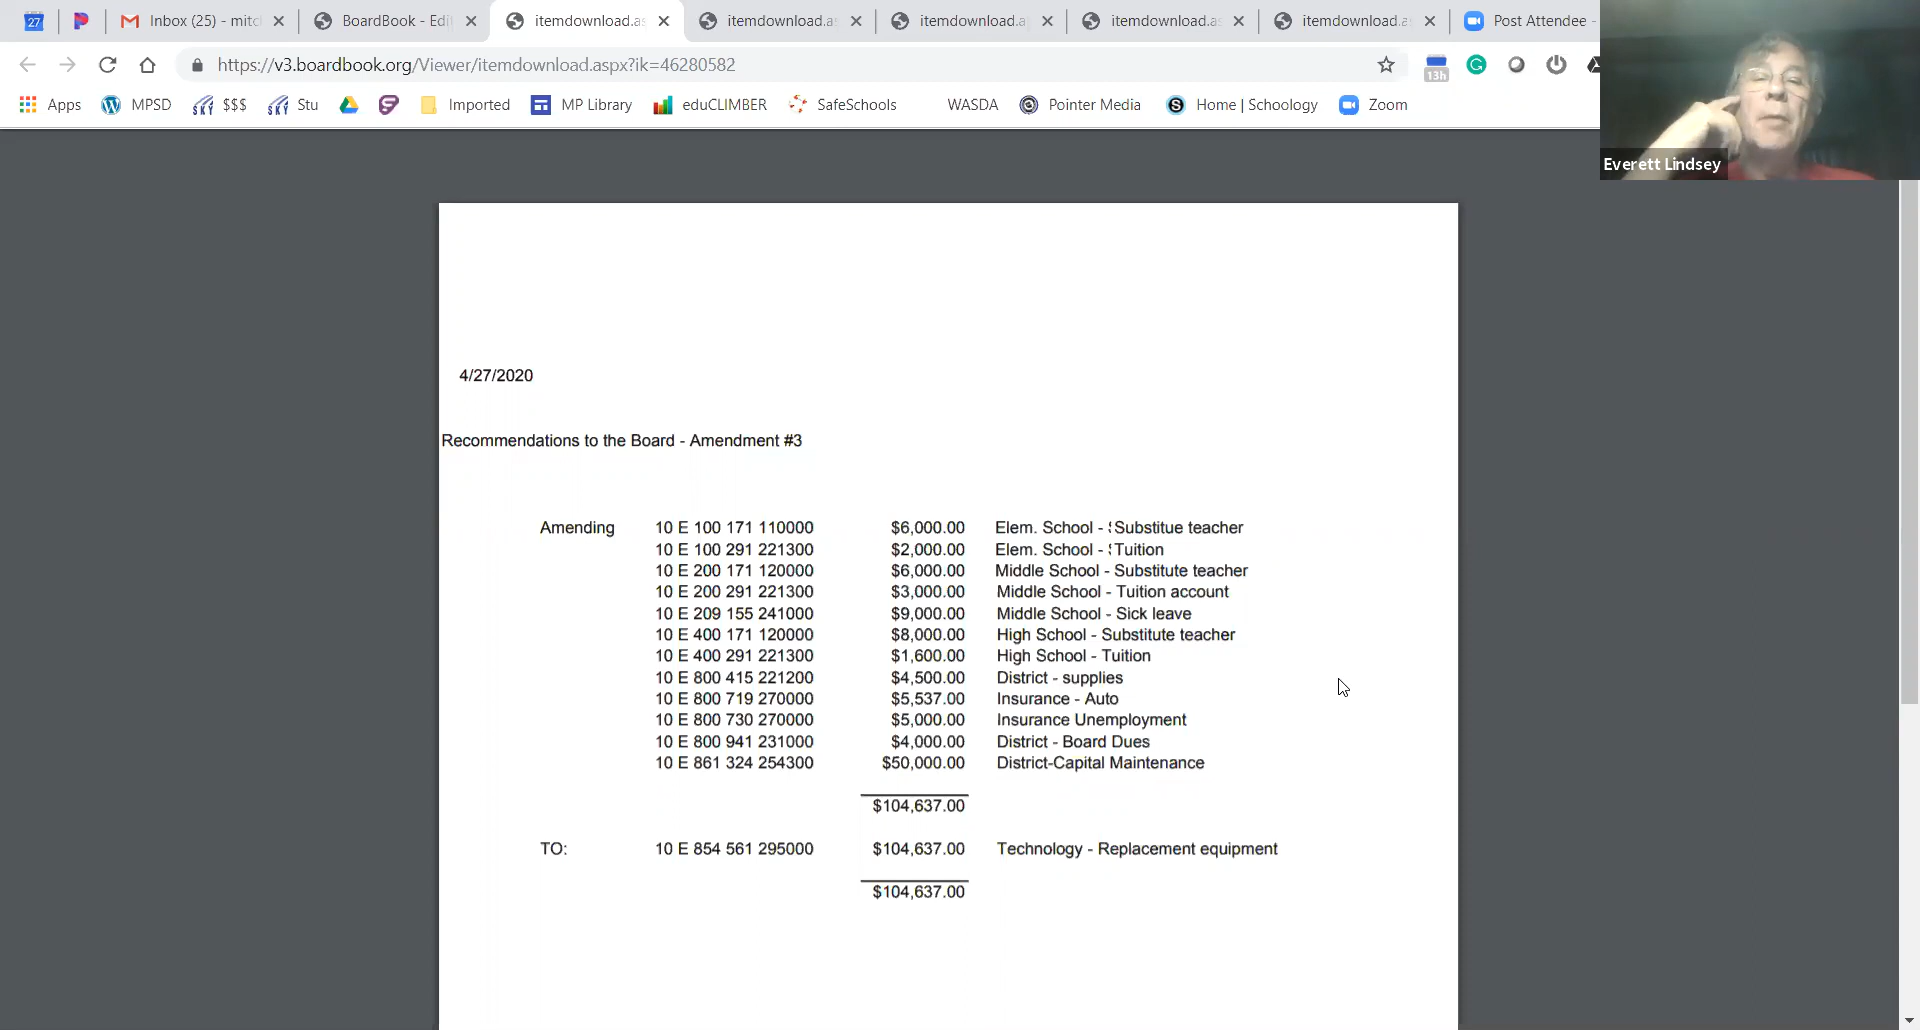 27
Inbox (25) - mitc
BoardBook - Edi
itemdownload.as
itemdownload.a
itemdownload.a
itemdownload.as
itemdownload.a
Post Attendee -
https://v3.boardbook.org/Viewer/itemdownload.aspx?ik=46280582
13h
Apps
MPSD
SKY $$$
SKY Stu
Imported
MP Library
eduCLIMBER
SafeSchools
WASDA
Pointer Media
Home | Schoology
Zoom
Everett Lindsey
4/27/2020
Recommendations to the Board - Amendment #3
Amending 10 E 100 171 110000 $6,000.00 Elem. School - Substitue teacher
10 E 100 291 221300 $2,000.00 Elem. School - Tuition
10 E 200 171 120000 $6,000.00 Middle School - Substitute teacher
10 E 200 291 221300 $3,000.00 Middle School - Tuition account
10 E 209 155 241000 $9,000.00 Middle School - Sick leave
10 E 400 171 120000 $8,000.00 High School - Substitute teacher
10 E 400 291 221300 $1,600.00 High School - Tuition
10 E 800 415 221200 $4,500.00 District - supplies
10 E 800 719 270000 $5,537.00 Insurance - Auto
10 E 800 730 270000 $5,000.00 Insurance Unemployment
10 E 800 941 231000 $4,000.00 District - Board Dues
10 E 861 324 254300 $50,000.00 District-Capital Maintenance
$104,637.00
TO: 10 E 854 561 295000 $104,637.00 Technology - Replacement equipment
$104,637.00